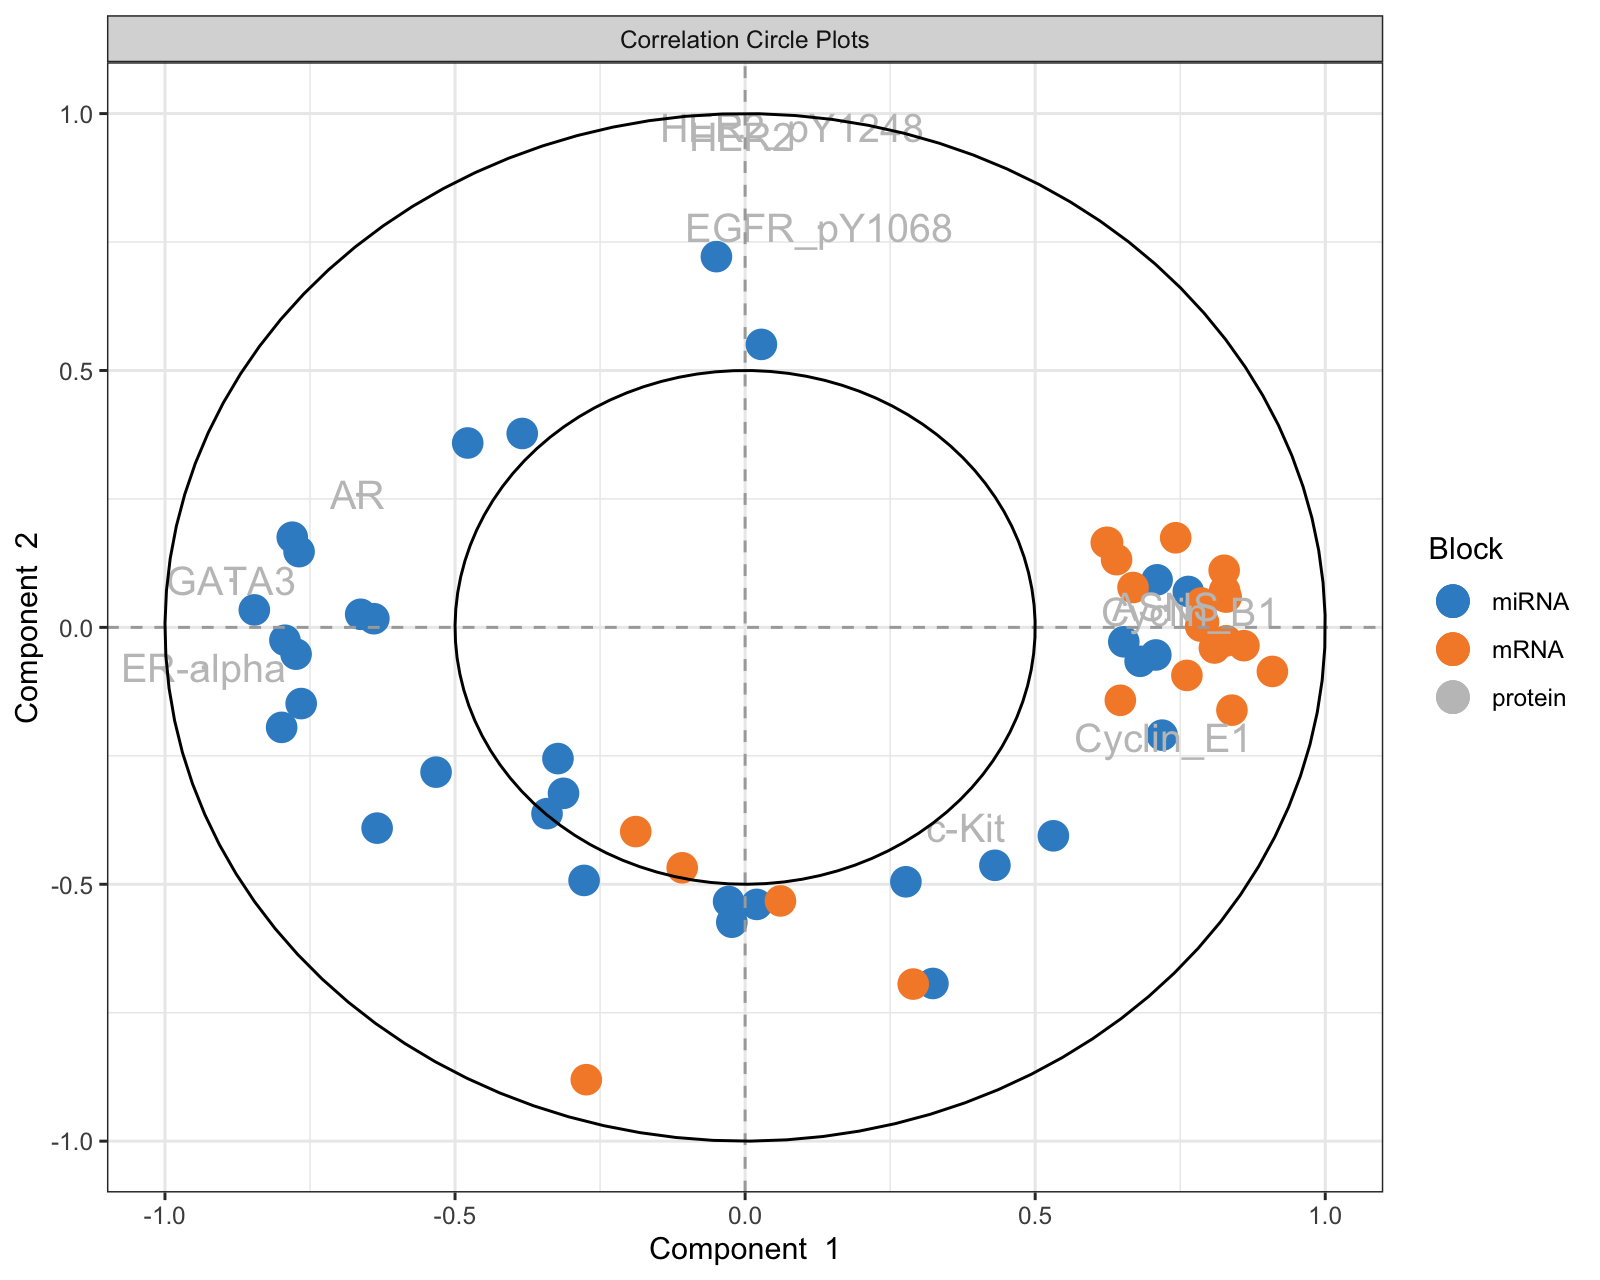 Correlation Circle Plots
HER2_pY1248
HER2
EGFR_pY1068
AR
GATA3
ER-alpha
ASNS
Cyclin_B1
Cyclin_E1
c-Kit
1.0
0.5
0.0
-0.5
-1.0
Component 2
-1.0
-0.5
0.0
0.5
1.0
Component 1
Block
miRNA
mRNA
protein